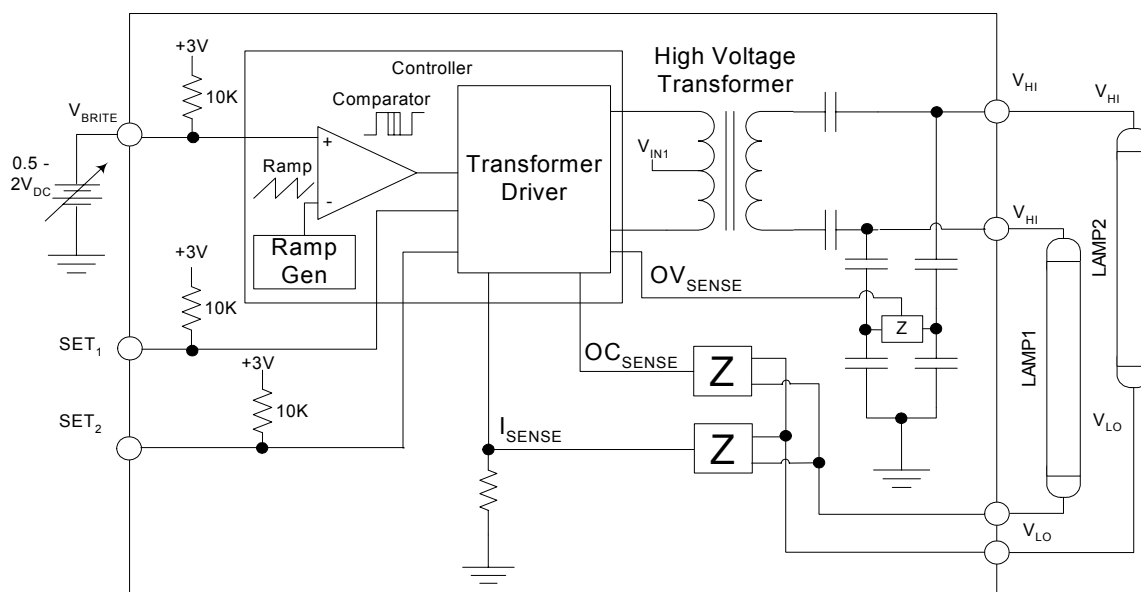 +3V
10K
V_BRITE
0.5 -
2V_DC
Controller
Comparator
Ramp
+
-
Ramp
Gen
Transformer
Driver
High Voltage
Transformer
V_IN1
V_HI
V_HI
V_HI
LAMP2
LAMP1
+3V
10K
SET_1
+3V
10K
SET_2
OV_SENSE
Z
OC_SENSE
Z
I_SENSE
Z
V_LO
V_LO